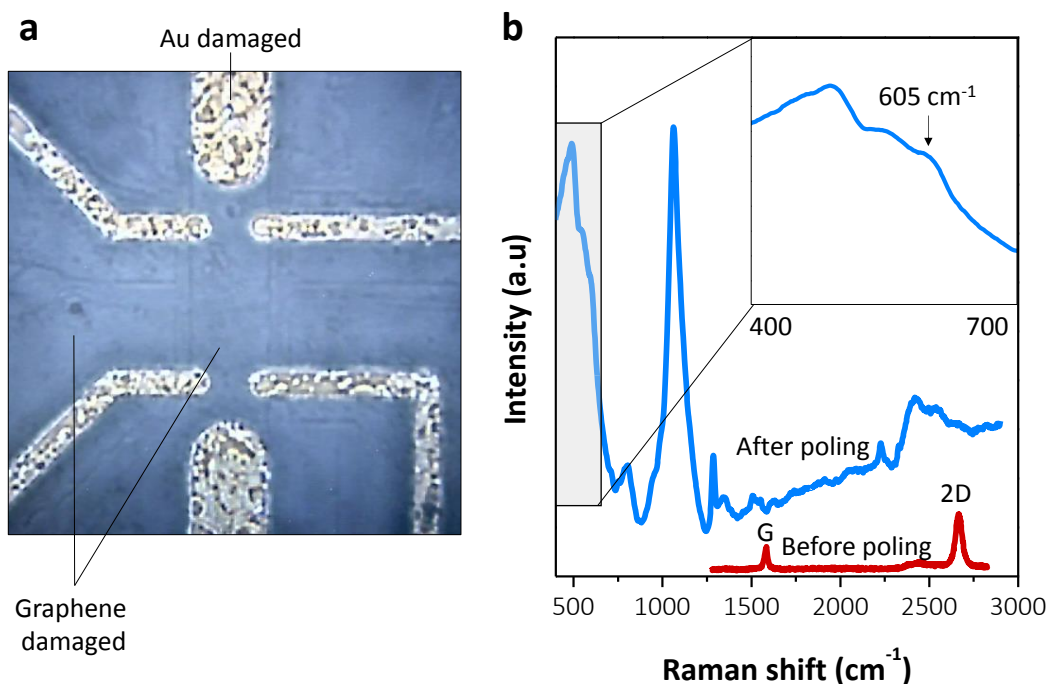 a
Au damaged
Graphene
damaged
b
Intensity (a.u)
605 cm⁻¹
400 700
After poling
2D
G
Before poling
500 1000 1500 2000 2500 3000
Raman shift (cm⁻¹)